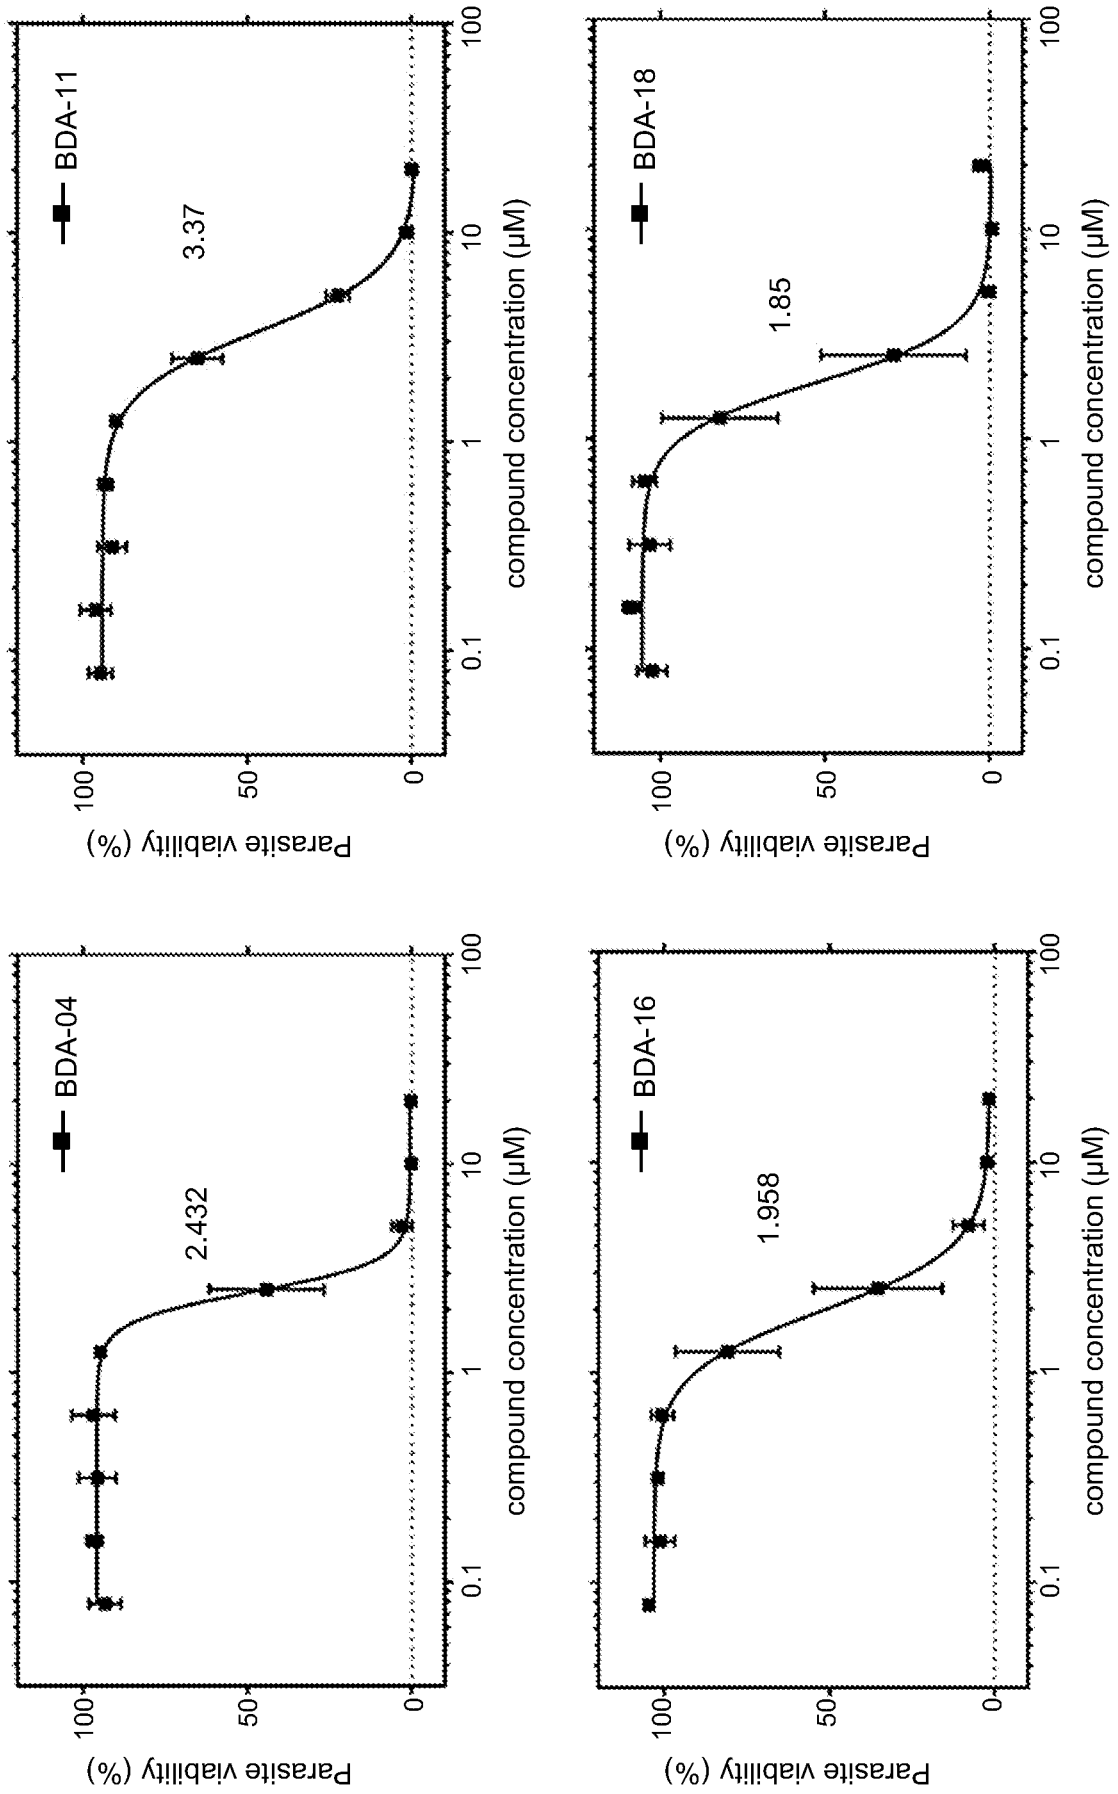 BDA-04
2.432
100
50
0
Parasite viability (%)
0.1
1
10
100
compound concentration (µM)
BDA-11
3.37
100
50
0
Parasite viability (%)
0.1
1
10
100
compound concentration (µM)
BDA-16
1.958
100
50
0
Parasite viability (%)
0.1
1
10
100
compound concentration (µM)
BDA-18
1.85
100
50
0
Parasite viability (%)
0.1
1
10
100
compound concentration (µM)